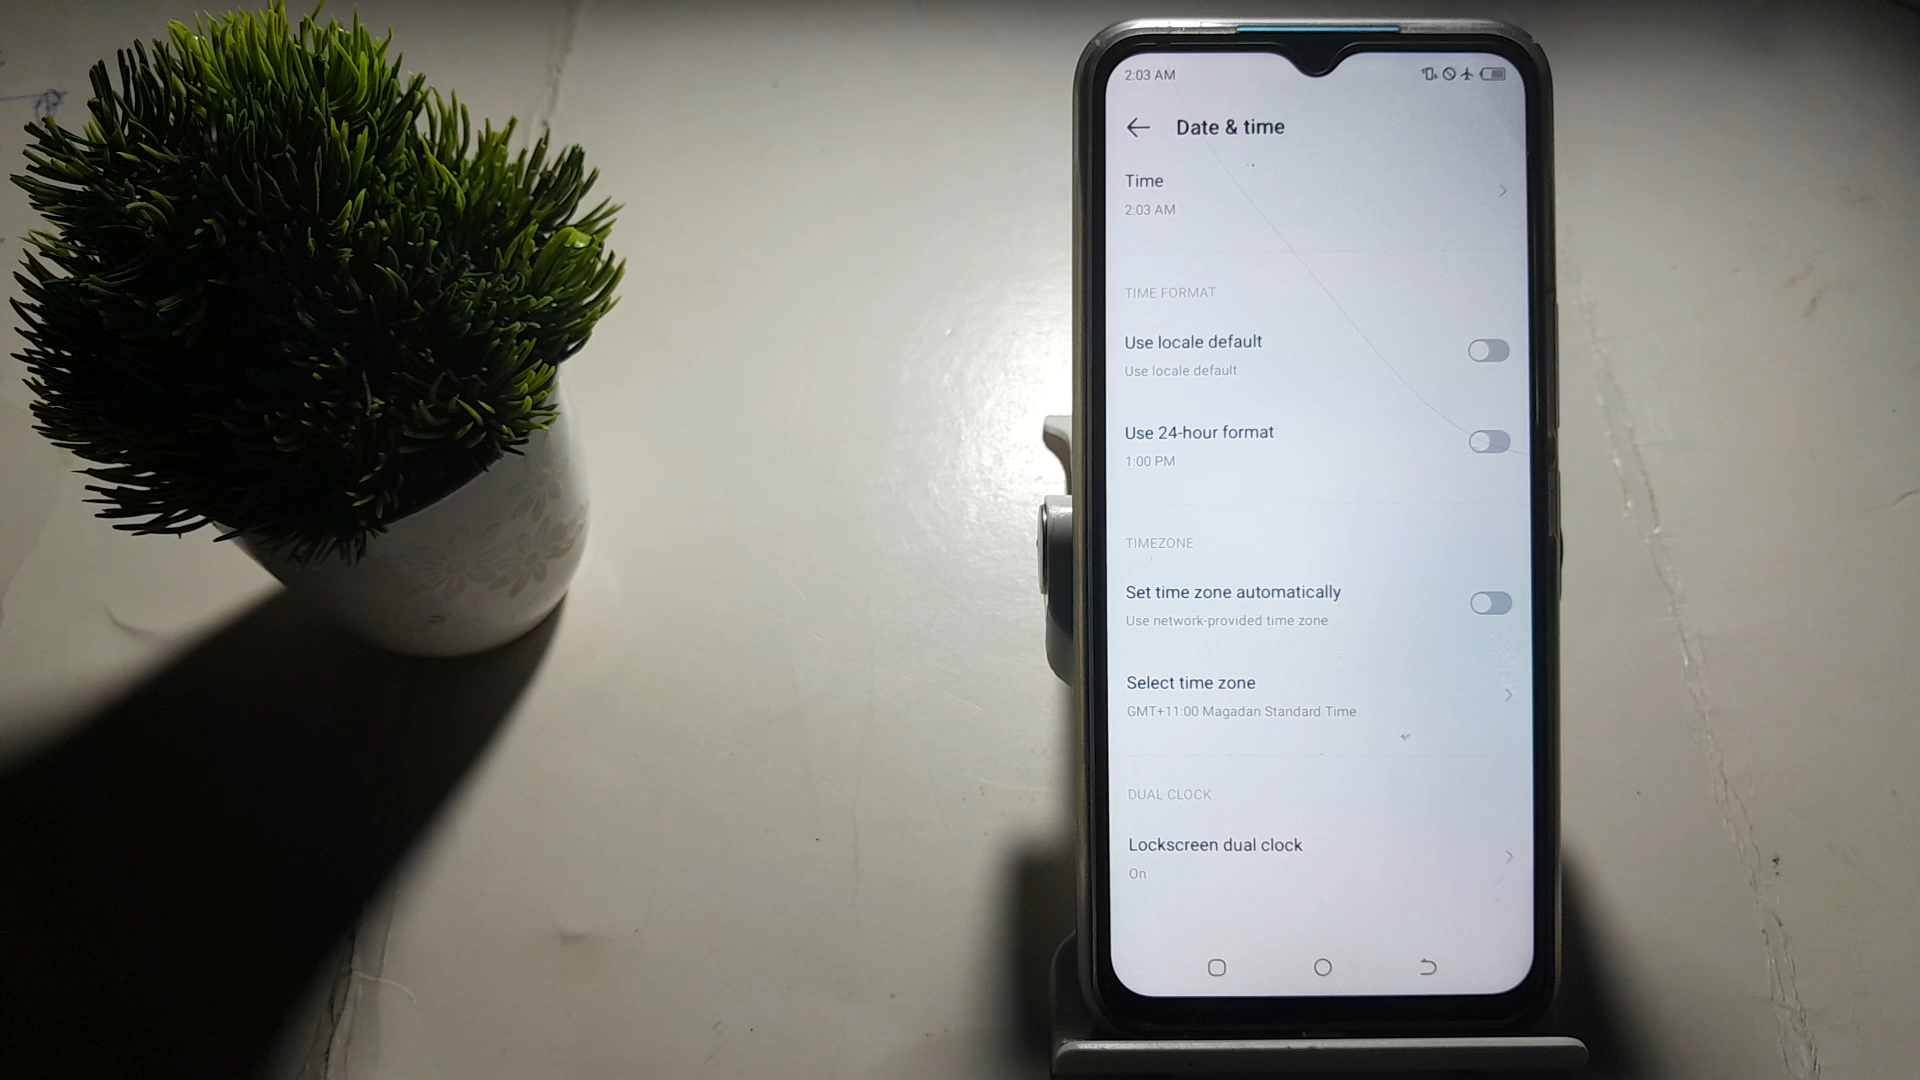 2:03 AM
Date & time
Time
2:03 AM
TIME FORMAT
Use locale default
Use locale default
Use 24-hour format
1:00 PM
TIMEZONE
Set time zone automatically
Use network-provided time zone
Select time zone
GMT+11:00 Magadan Standard Time
DUAL CLOCK
Lockscreen dual clock
On